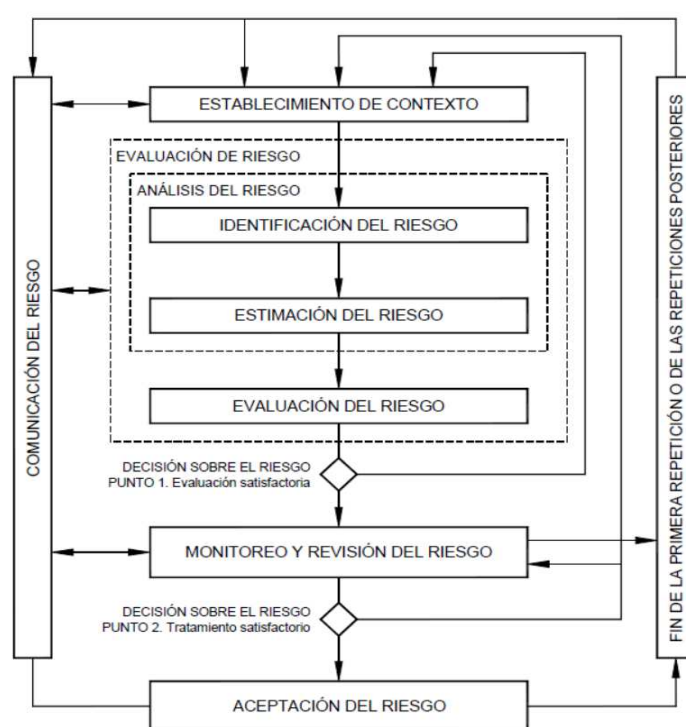 ESTABLECIMIENTO DE CONTEXTO
EVALUACIÓN DE RIESGO
ANÁLISIS DEL RIESGO
IDENTIFICACIÓN DEL RIESGO
ESTIMACIÓN DEL RIESGO
EVALUACIÓN DEL RIESGO
DECISIÓN SOBRE EL RIESGO
PUNTO 1. Evaluación satisfactoria
MONITOREO Y REVISIÓN DEL RIESGO
DECISIÓN SOBRE EL RIESGO
PUNTO 2. Tratamiento satisfactorio
ACEPTACIÓN DEL RIESGO
COMUNICACIÓN DEL RIESGO
FIN DE LA PRIMERA REPETICIÓN O DE LAS REPETICIONES POSTERIORES